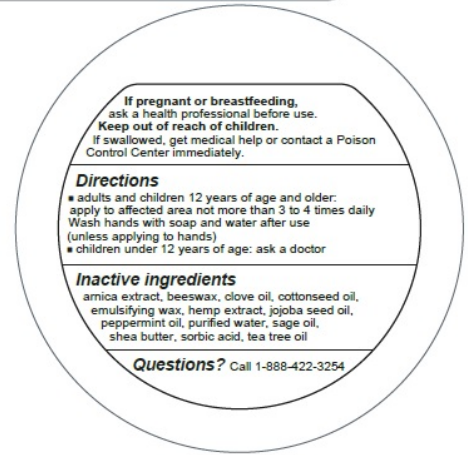 If pregnant or breastfeeding,
ask a health professional before use.
Keep out of reach of children.
If swallowed, get medical help or contact a Poison
Control Center immediately.
Directions
▪ adults and children 12 years of age and older:
apply to affected area not more than 3 to 4 times daily
Wash hands with soap and water after use
(unless applying to hands)
▪ children under 12 years of age: ask a doctor
Inactive ingredients
arnica extract, beeswax, clove oil, cottonseed oil,
emulsifying wax, hemp extract, jojoba seed oil,
peppermint oil, purified water, sage oil,
shea butter, sorbic acid, tea tree oil
Questions? Call 1-888-422-3254